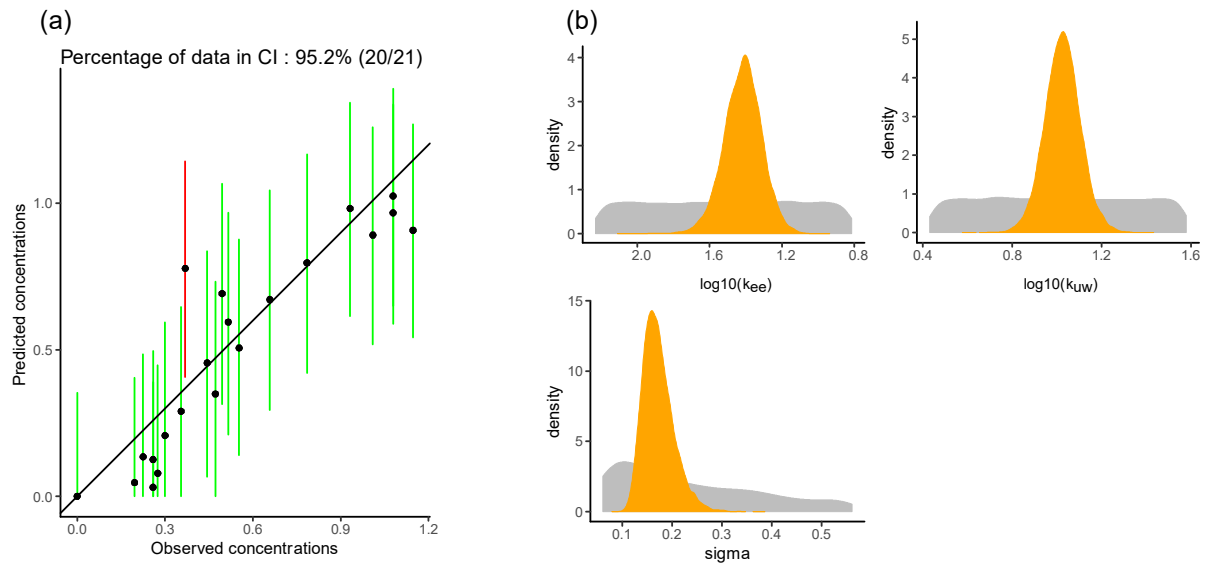 (a)
Percentage of data in CI : 95.2% (20/21)
1.0
0.5
0.0
Predicted concentrations
0.0 0.3 0.6 0.9 1.2
Observed concentrations
(b)
4
3
2
1
0
density
2.0 1.6 1.2 0.8
log10(kee)
5
4
3
2
1
0
density
0.4 0.8 1.2 1.6
log10(kuw)
15
10
5
0
density
0.1 0.2 0.3 0.4 0.5
sigma